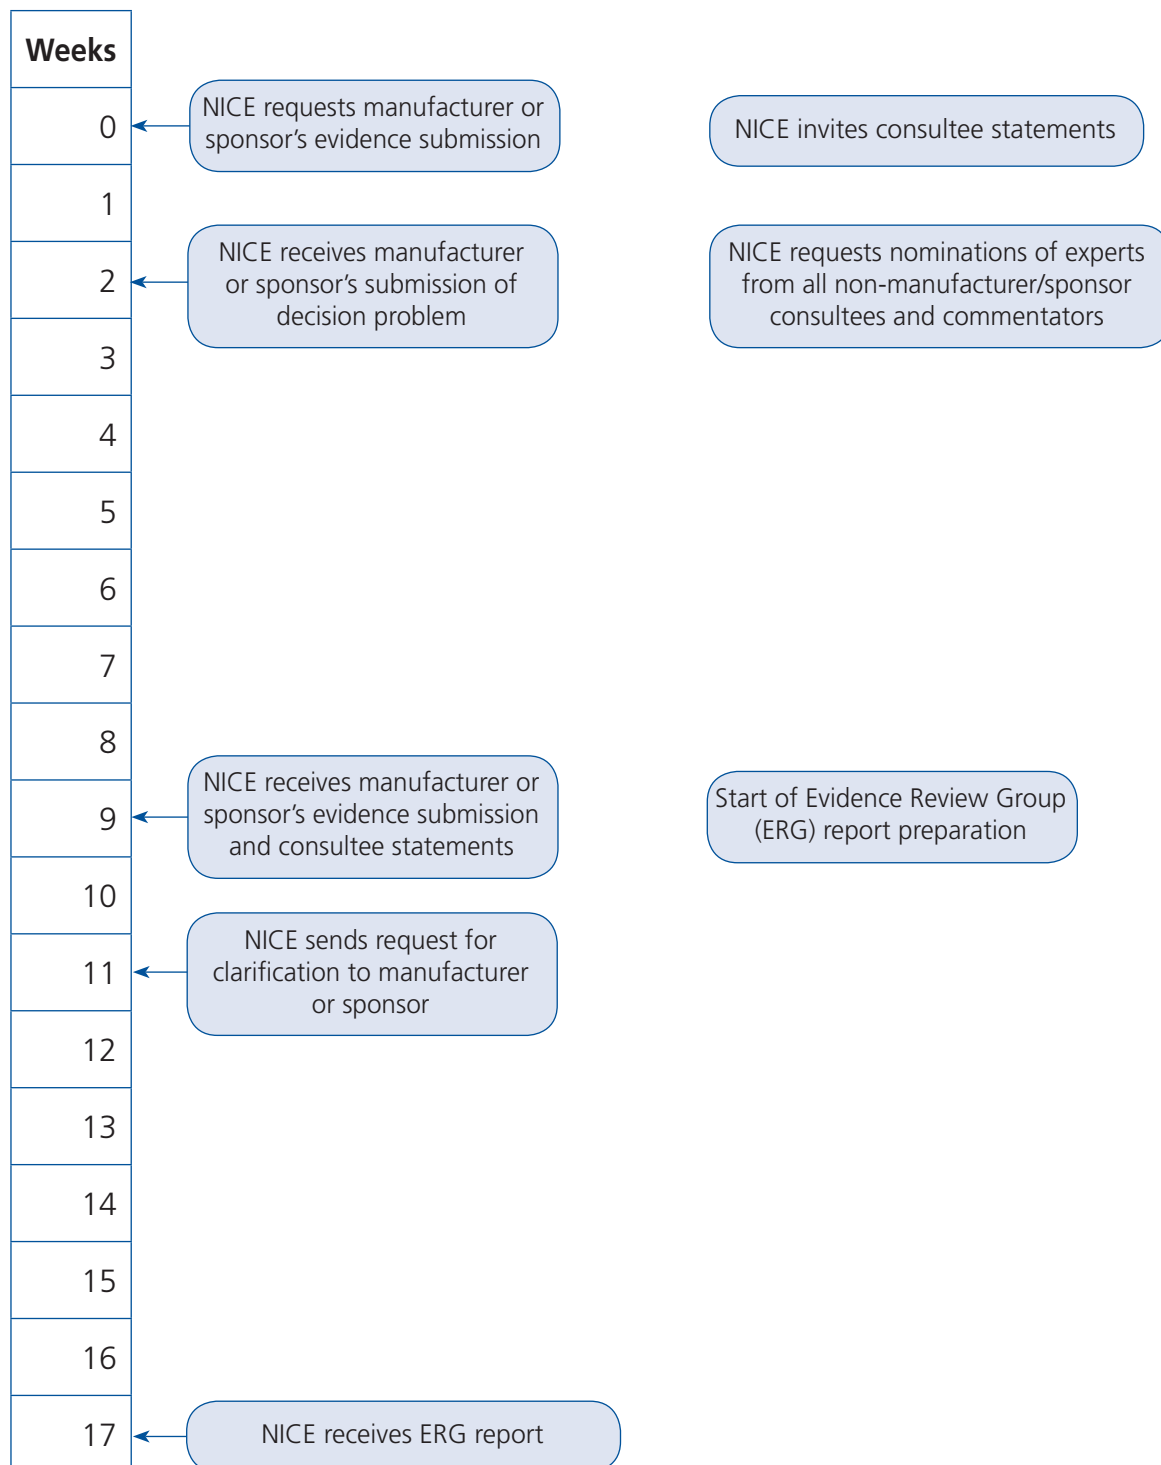 Weeks
0
NICE requests manufacturer or
sponsor’s evidence submission
NICE invites consultee statements
1
2
NICE receives manufacturer
or sponsor’s submission of
decision problem
NICE requests nominations of experts
from all non-manufacturer/sponsor
consultees and commentators
3
4
5
6
7
8
9
NICE receives manufacturer or
sponsor’s evidence submission
and consultee statements
Start of Evidence Review Group
(ERG) report preparation
10
11
NICE sends request for
clarification to manufacturer
or sponsor
12
13
14
15
16
17
NICE receives ERG report